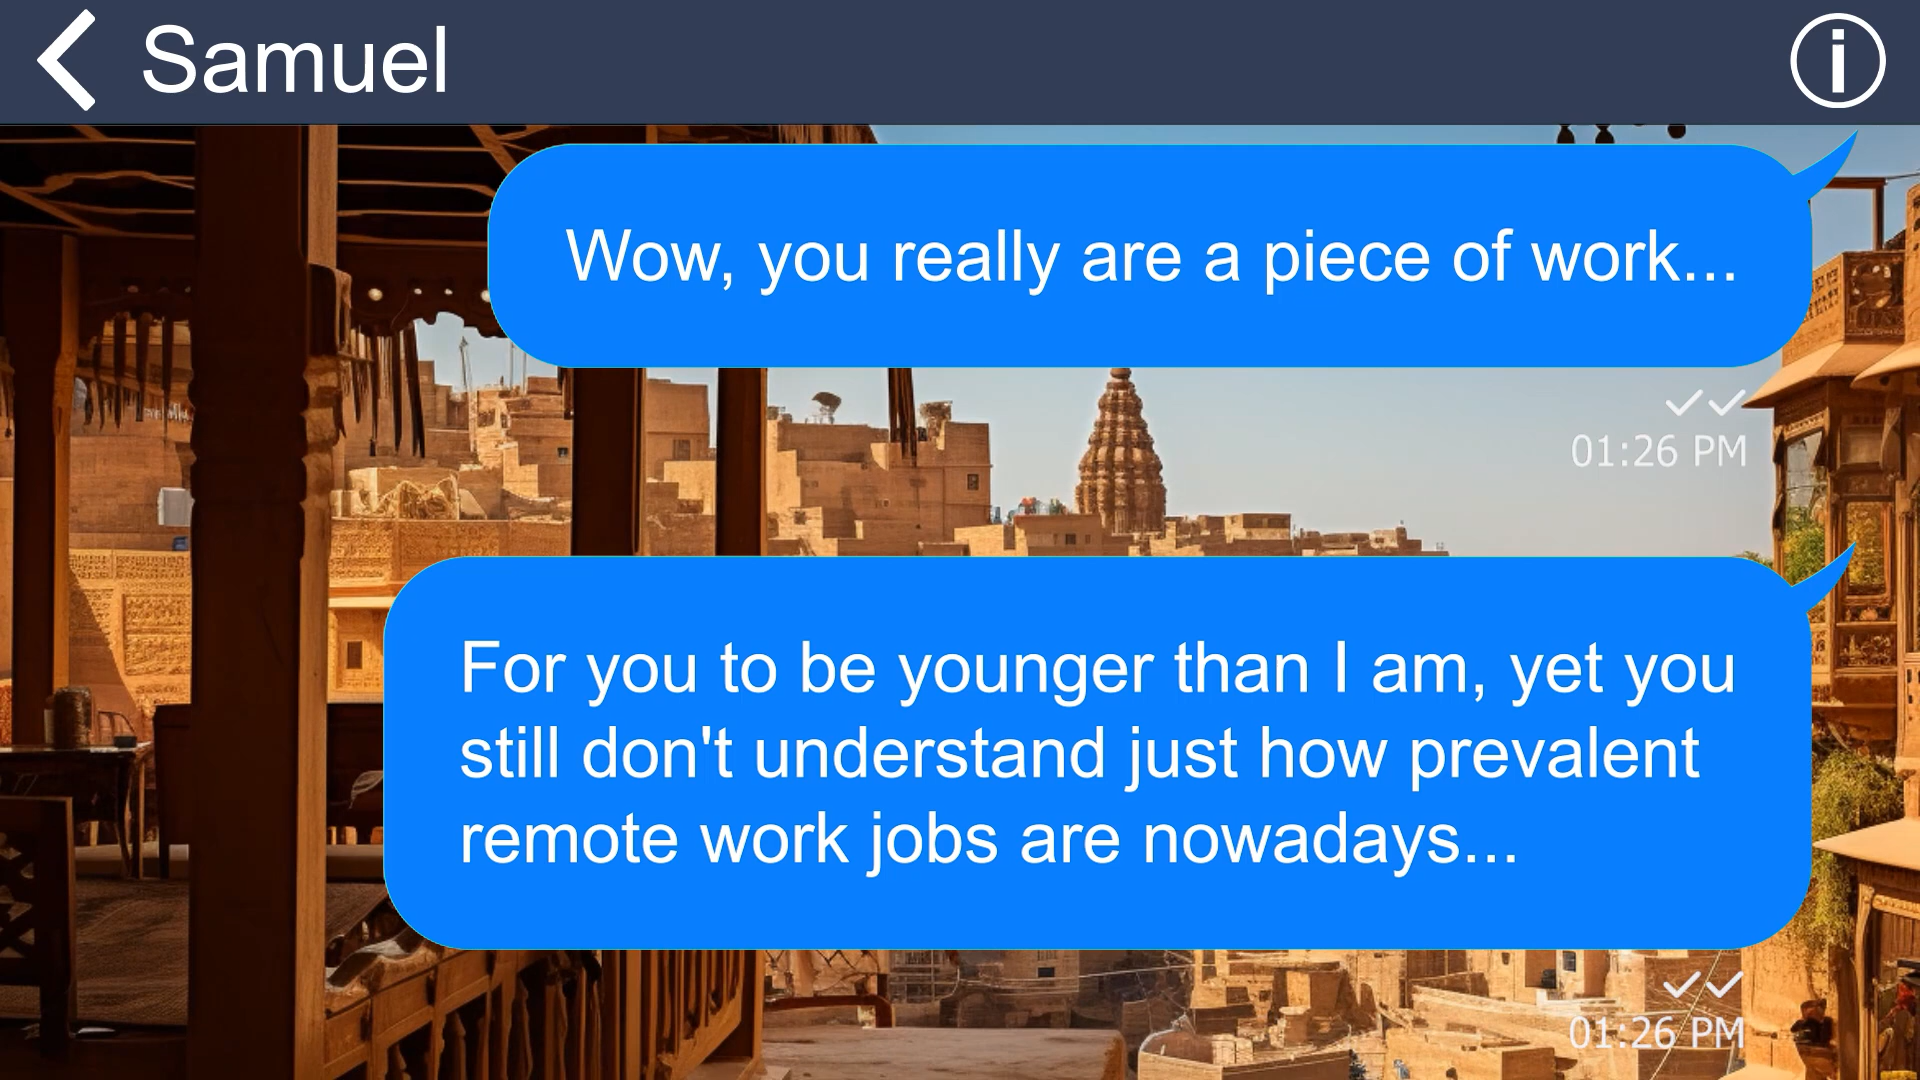 Samuel
Wow, you really are a piece of work...
01:26 PM
For you to be younger than I am, yet you
still don't understand just how prevalent
remote work jobs are nowadays...
01:26 PM